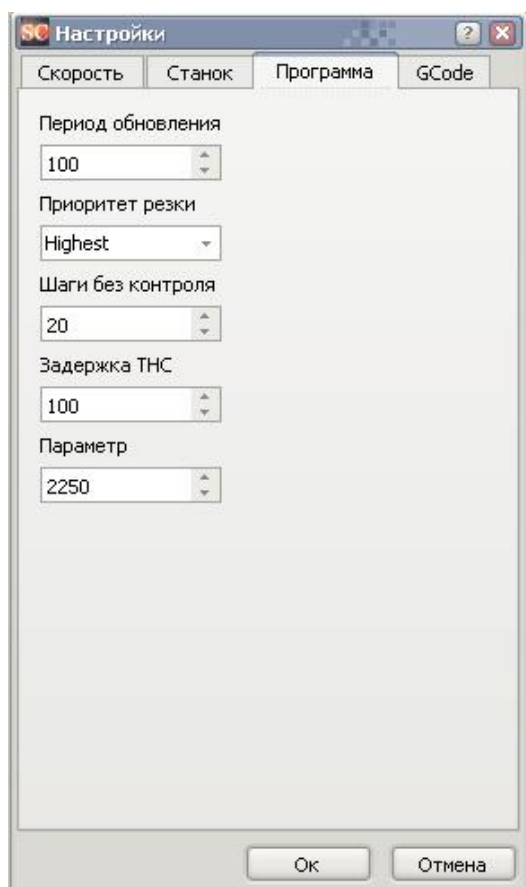 SC Настройки
Скорость Станок Программа GCode
Период обновления
100
Приоритет резки
Highest
Шаги без контроля
20
Задержка THC
100
Параметр
2250
Ок Отмена